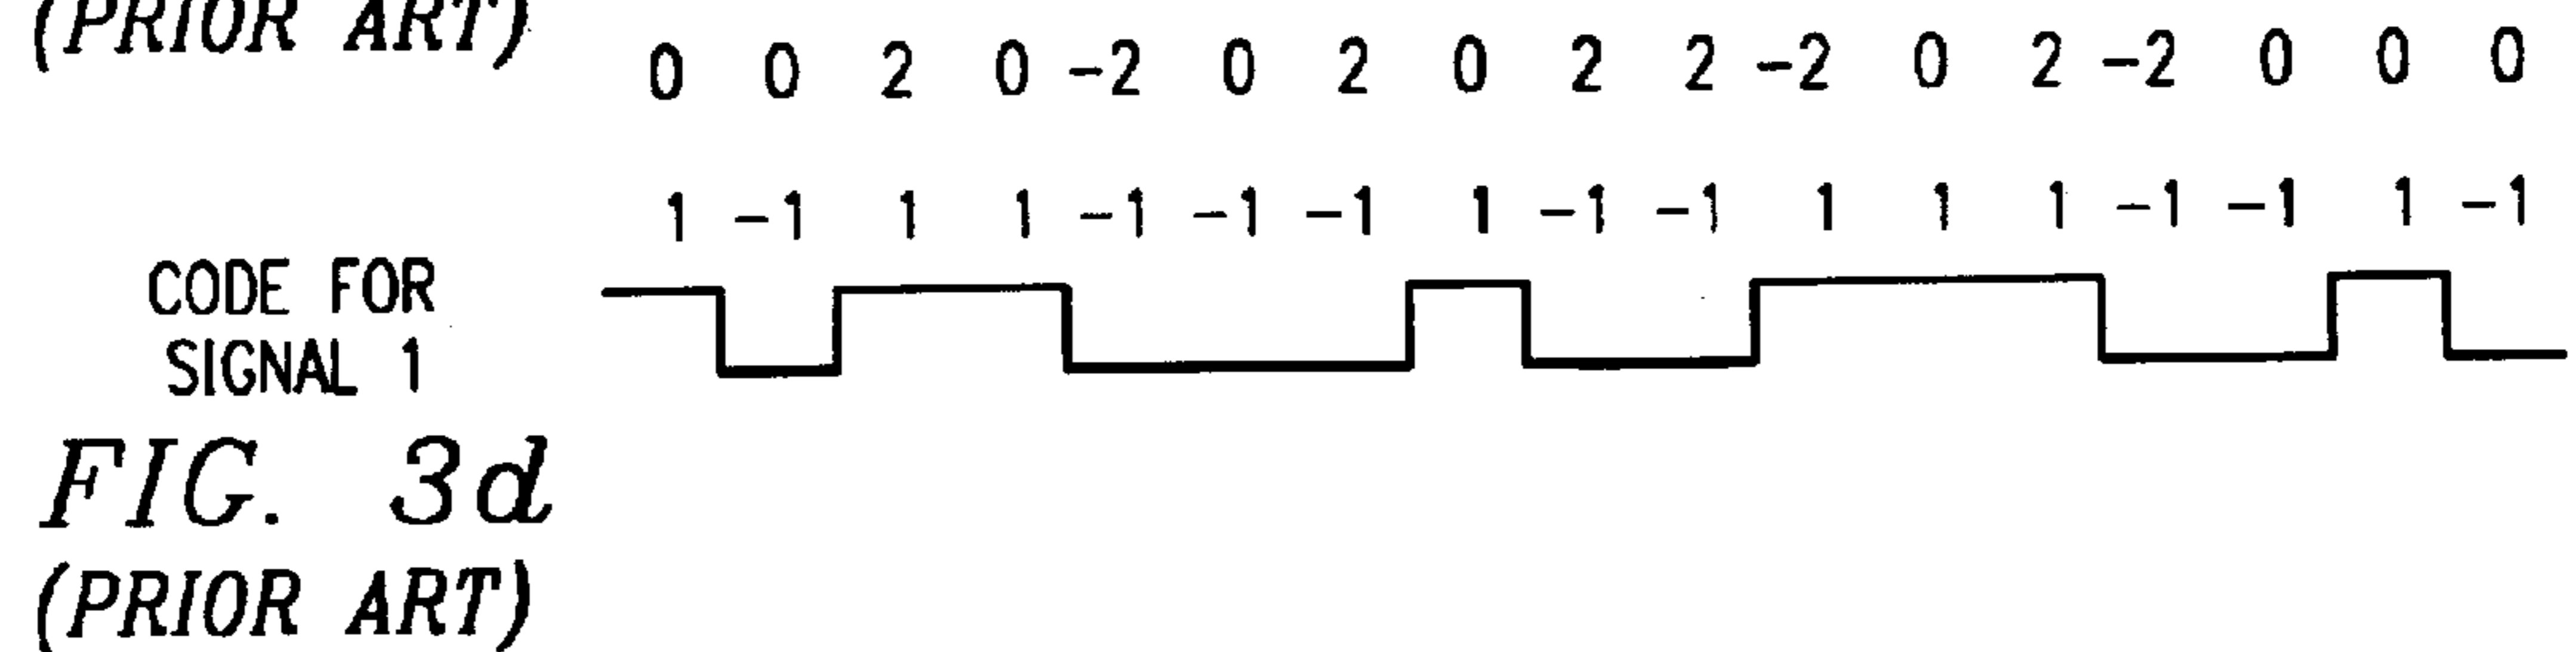 (PRIOR ART)
0 0 2 0 -2 0 2 0 2 2 -2 0 2 -2 0 0 0
1 -1 1 1 -1 -1 -1 1 -1 -1 1 1 1 -1 -1 1 -1
CODE FOR
SIGNAL 1
FIG. 3d
(PRIOR ART)